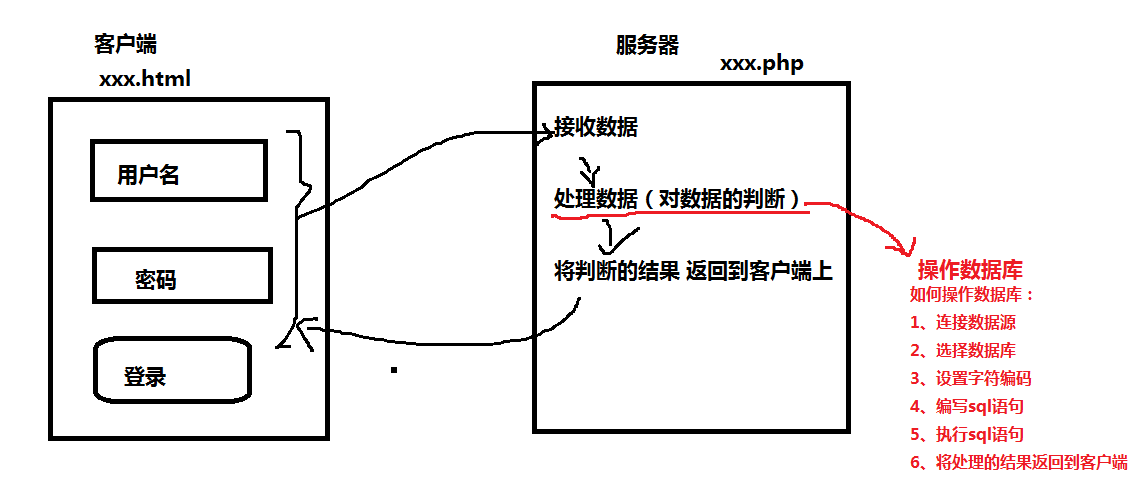 客户端
xxx.html
用户名
密码
登录
服务器
xxx.php
接收数据
处理数据（对数据的判断）
将判断的结果 返回到客户端上
操作数据库
如何操作数据库：
1、连接数据源
2、选择数据库
3、设置字符编码
4、编写sql语句
5、执行sql语句
6、将处理的结果返回到客户端